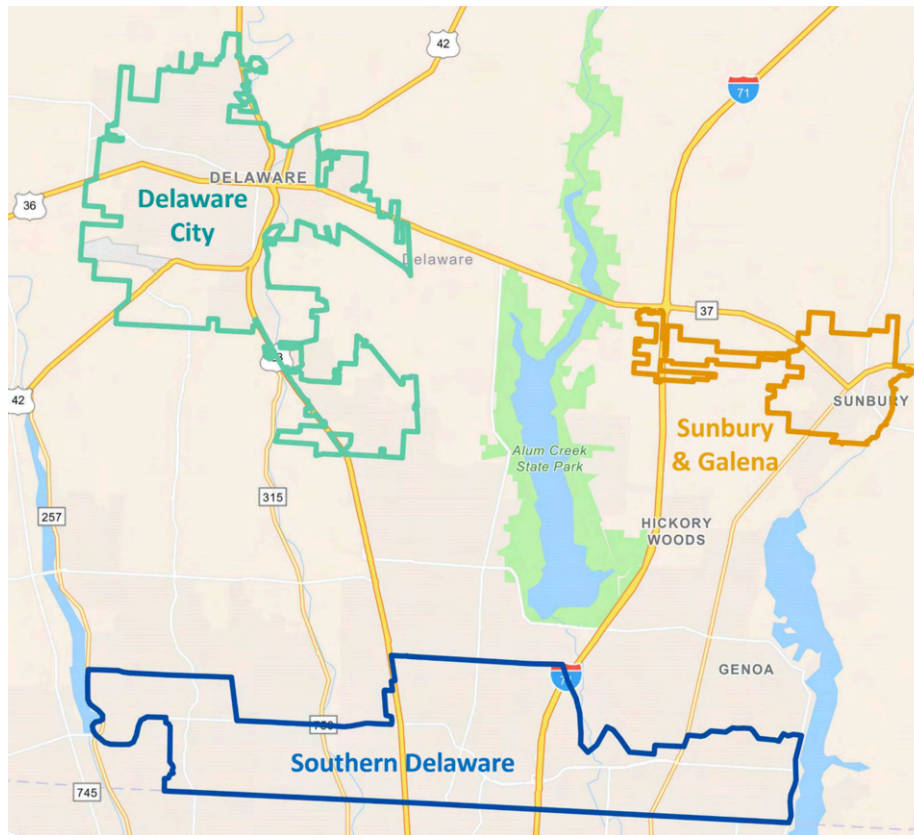 42
71
DELAWARE
36
Delaware
City
Delaware
37
42
SUNBURY
Sunbury
& Galena
Alum Creek
State Park
315
257
HICKORY
WOODS
GENOA
Southern Delaware
745